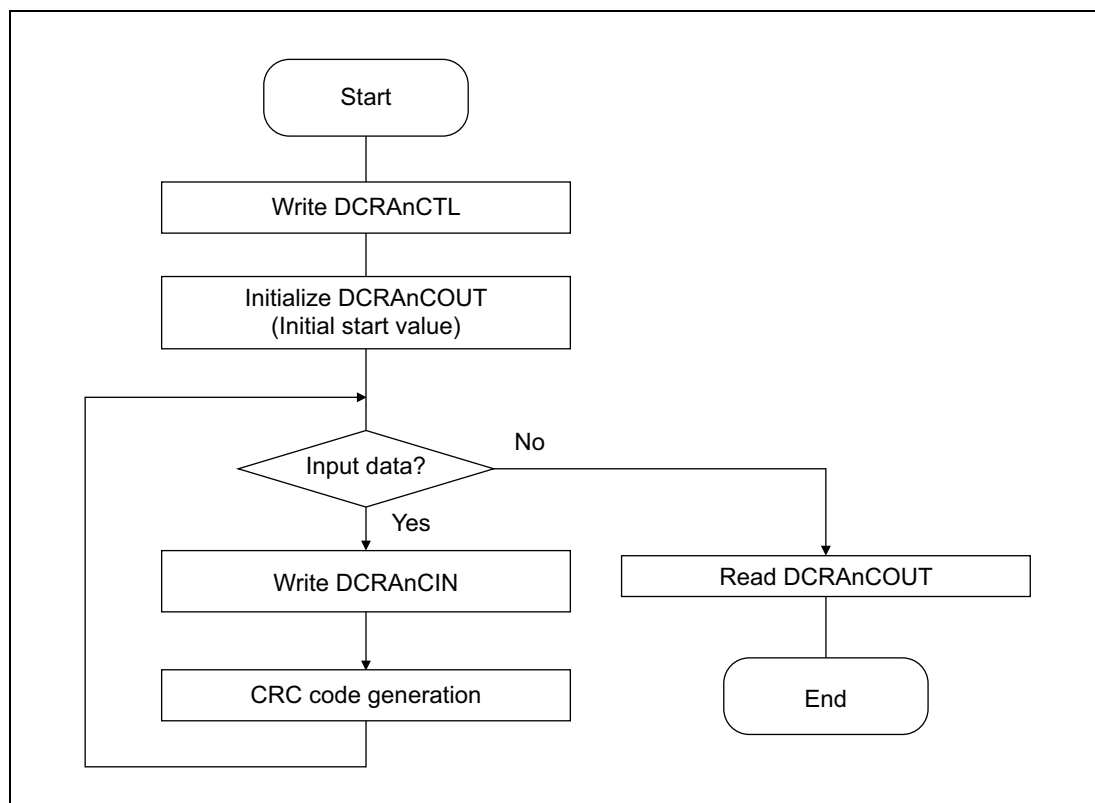 Start
Write DCRAnCTL
Initialize DCRAnCOUT
(Initial start value)
Input data?
No
Yes
Write DCRAnCIN
Read DCRAnCOUT
CRC code generation
End